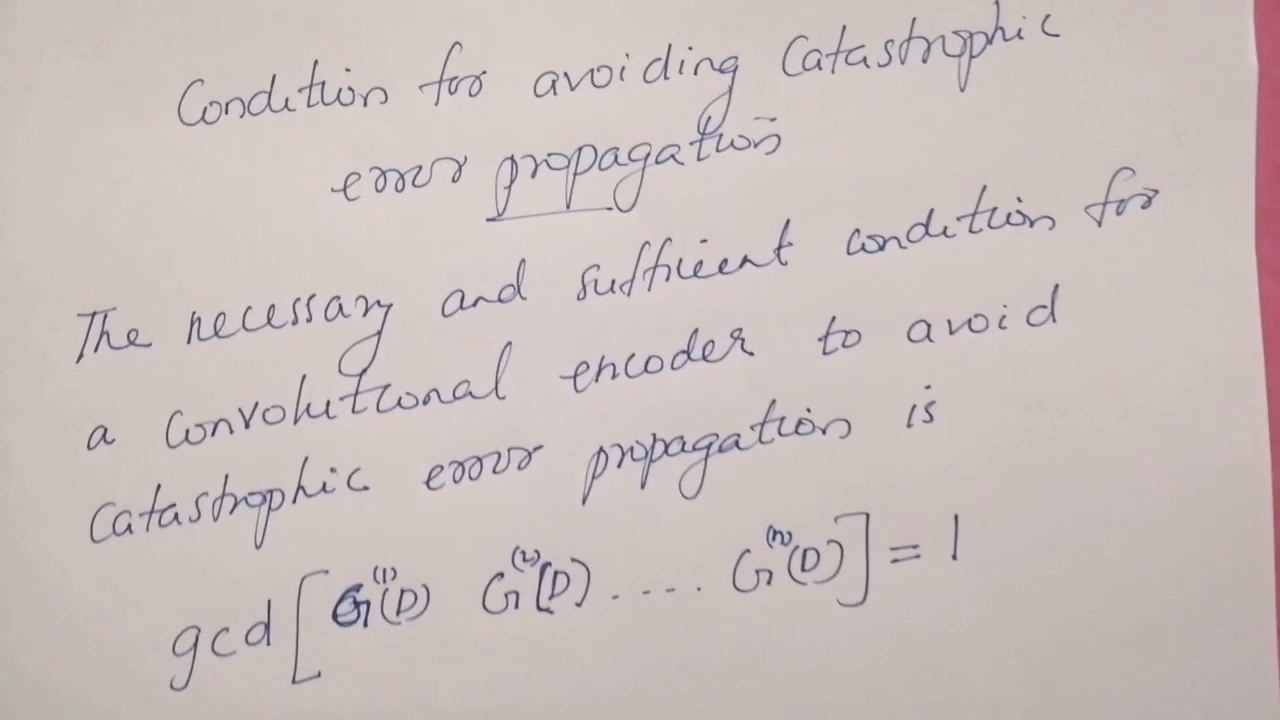 Condition for avoiding Catastrophic
error propagation
The necessary and sufficient condition for
a convolutional encoder to avoid
Catastrophic error propagation is
gcd [G⁽¹⁾(D) G⁽²⁾(D) ..... G⁽ⁿ⁾(D)] = 1